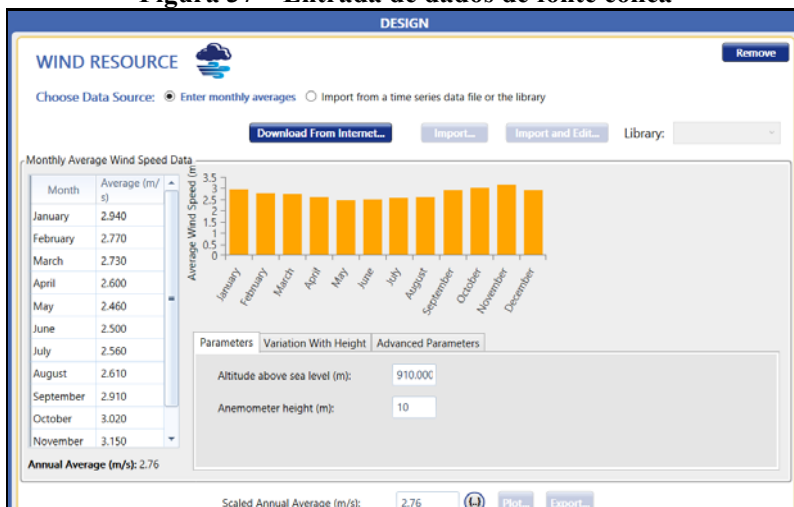 Figura 37 – Entrada de dados de fonte eólica
DESIGN
WIND RESOURCE
Remove
Choose Data Source: Enter monthly averages Import from a time series data file or the library
Download From Internet... Import... Import and Edit... Library:
Monthly Average Wind Speed Data
Month Average (m/s)
January 2.940
February 2.770
March 2.730
April 2.600
May 2.460
June 2.500
July 2.560
August 2.610
September 2.910
October 3.020
November 3.150
Annual Average (m/s): 2.76
Average Wind Speed (m
3.5
3
2.5
2
1.5
1
0.5
0
January February March April May June July August September October November December
Parameters Variation With Height Advanced Parameters
Altitude above sea level (m): 910.000
Anemometer height (m): 10
Scaled Annual Average (m/s): 2.76 {..} Plot... Export...